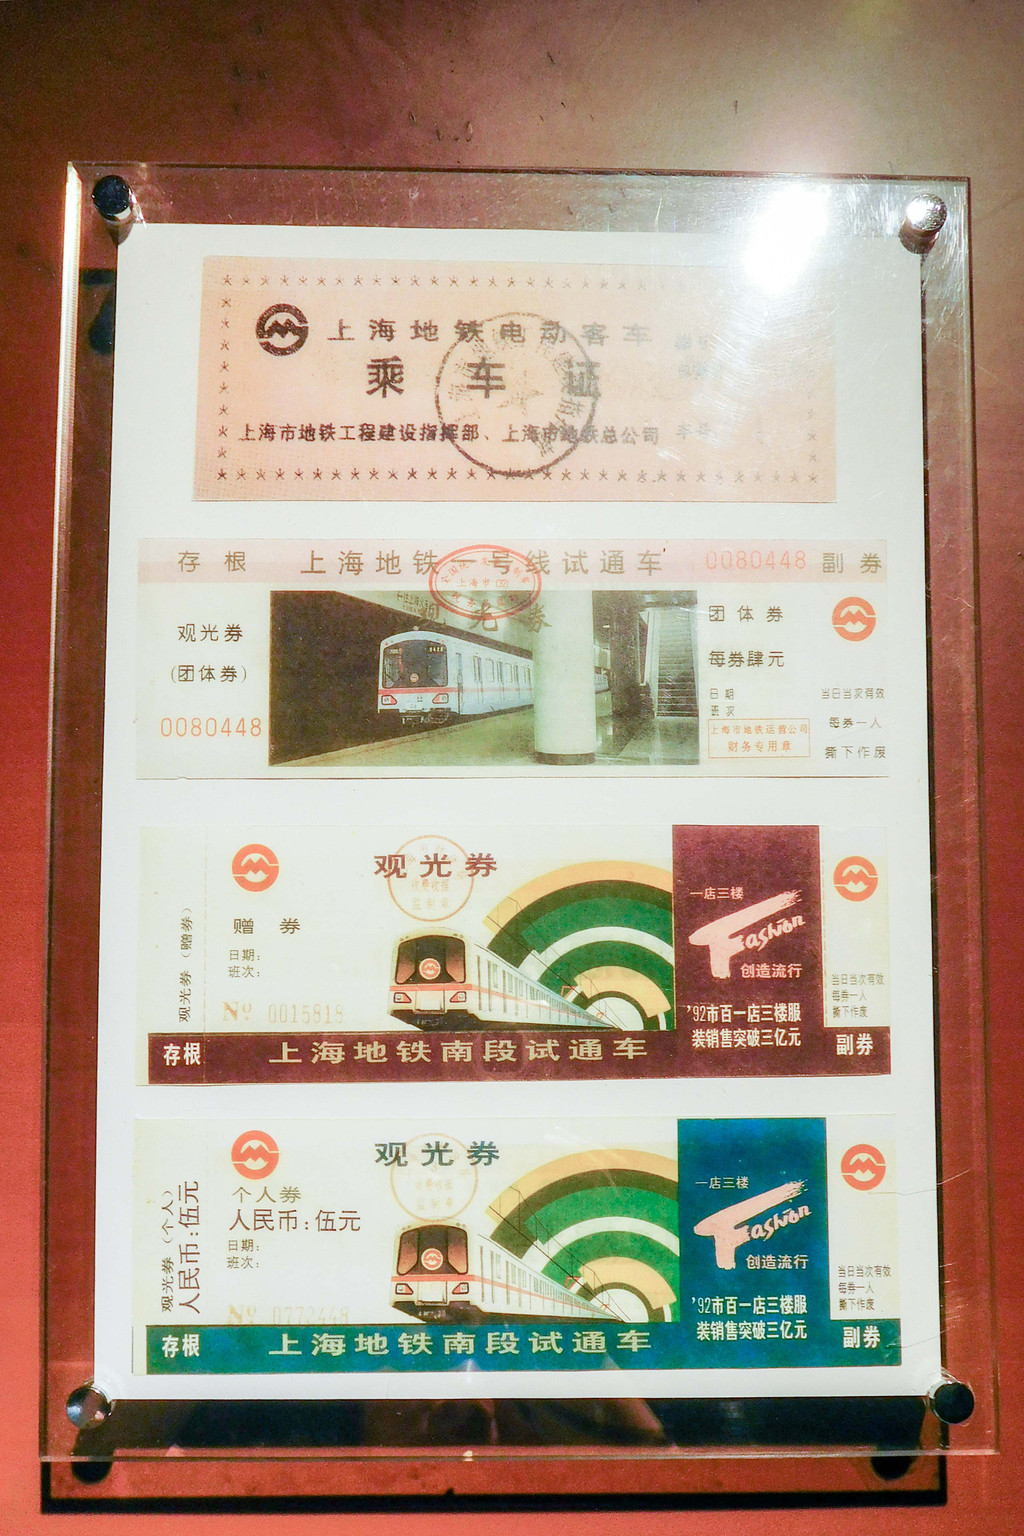 上海地铁电动客车
乘车证
上海市地铁工程建设指挥部、上海市地铁总公司
存根 上海地铁一号线试通车 0080448 副券
观光券
观光券
(团体券)
0080448
团体券
每券肆元
日期
班次
上海市地铁运营公司
财务专用章
当日当次有效
每券一人
撕下作废
观光券(赠券)
赠券
日期:
班次:
№ 0015818
观光券
一店三楼
Fashion
创造流行
'92市百一店三楼服
装销售突破三亿元
当日当次有效
每券一人
撕下作废
存根 上海地铁南段试通车 副券
观光券(个人)
人民币:伍元
个人券
人民币:伍元
日期:
班次:
№
观光券
一店三楼
Fashion
创造流行
'92市百一店三楼服
装销售突破三亿元
当日当次有效
每券一人
撕下作废
存根 上海地铁南段试通车 副券